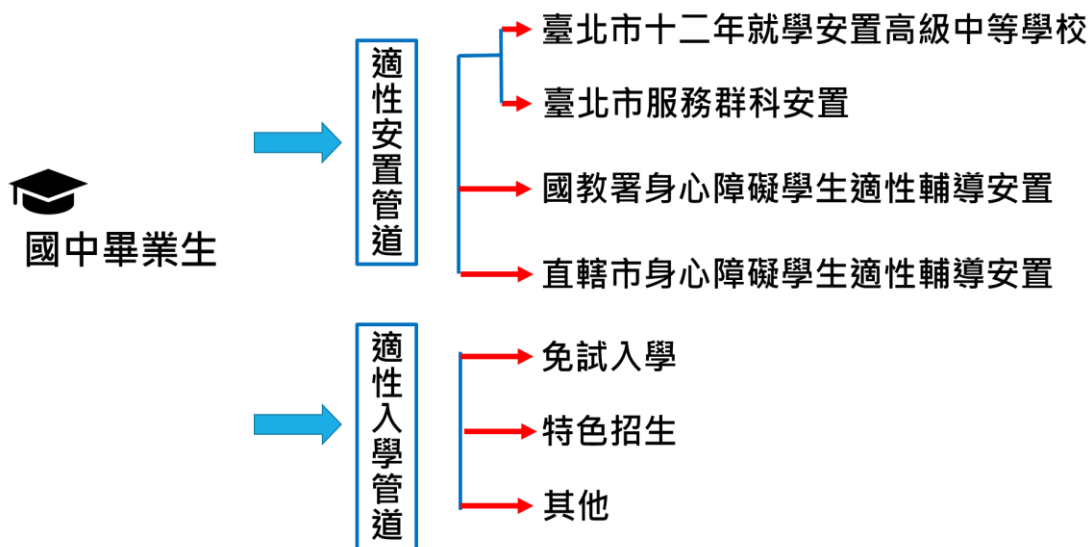 國中畢業生
適性安置管道
臺北市十二年就學安置高級中等學校
臺北市服務群科安置
國教署身心障礙學生適性輔導安置
直轄市身心障礙學生適性輔導安置
適性入學管道
免試入學
特色招生
其他